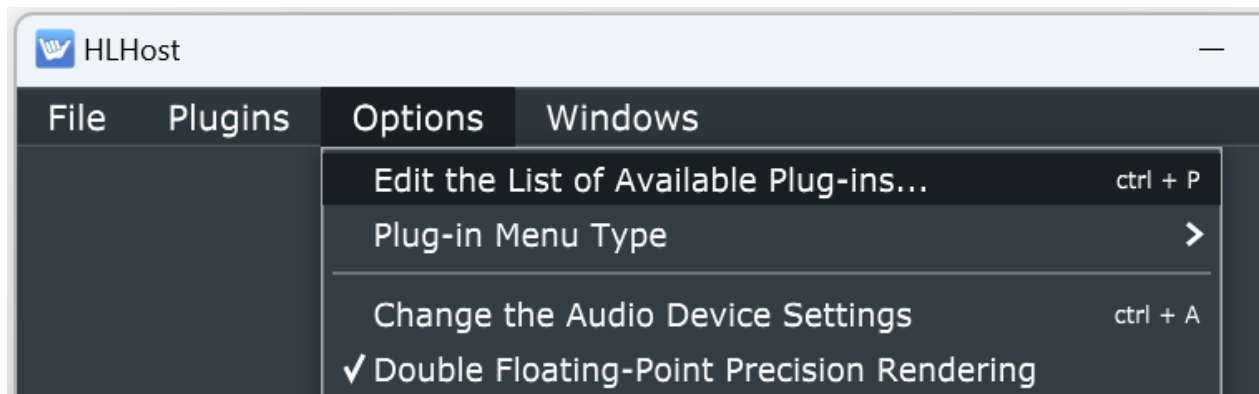 HLHost
File Plugins Options Windows
Edit the List of Available Plug-ins... ctrl + P
Plug-in Menu Type
Change the Audio Device Settings ctrl + A
Double Floating-Point Precision Rendering